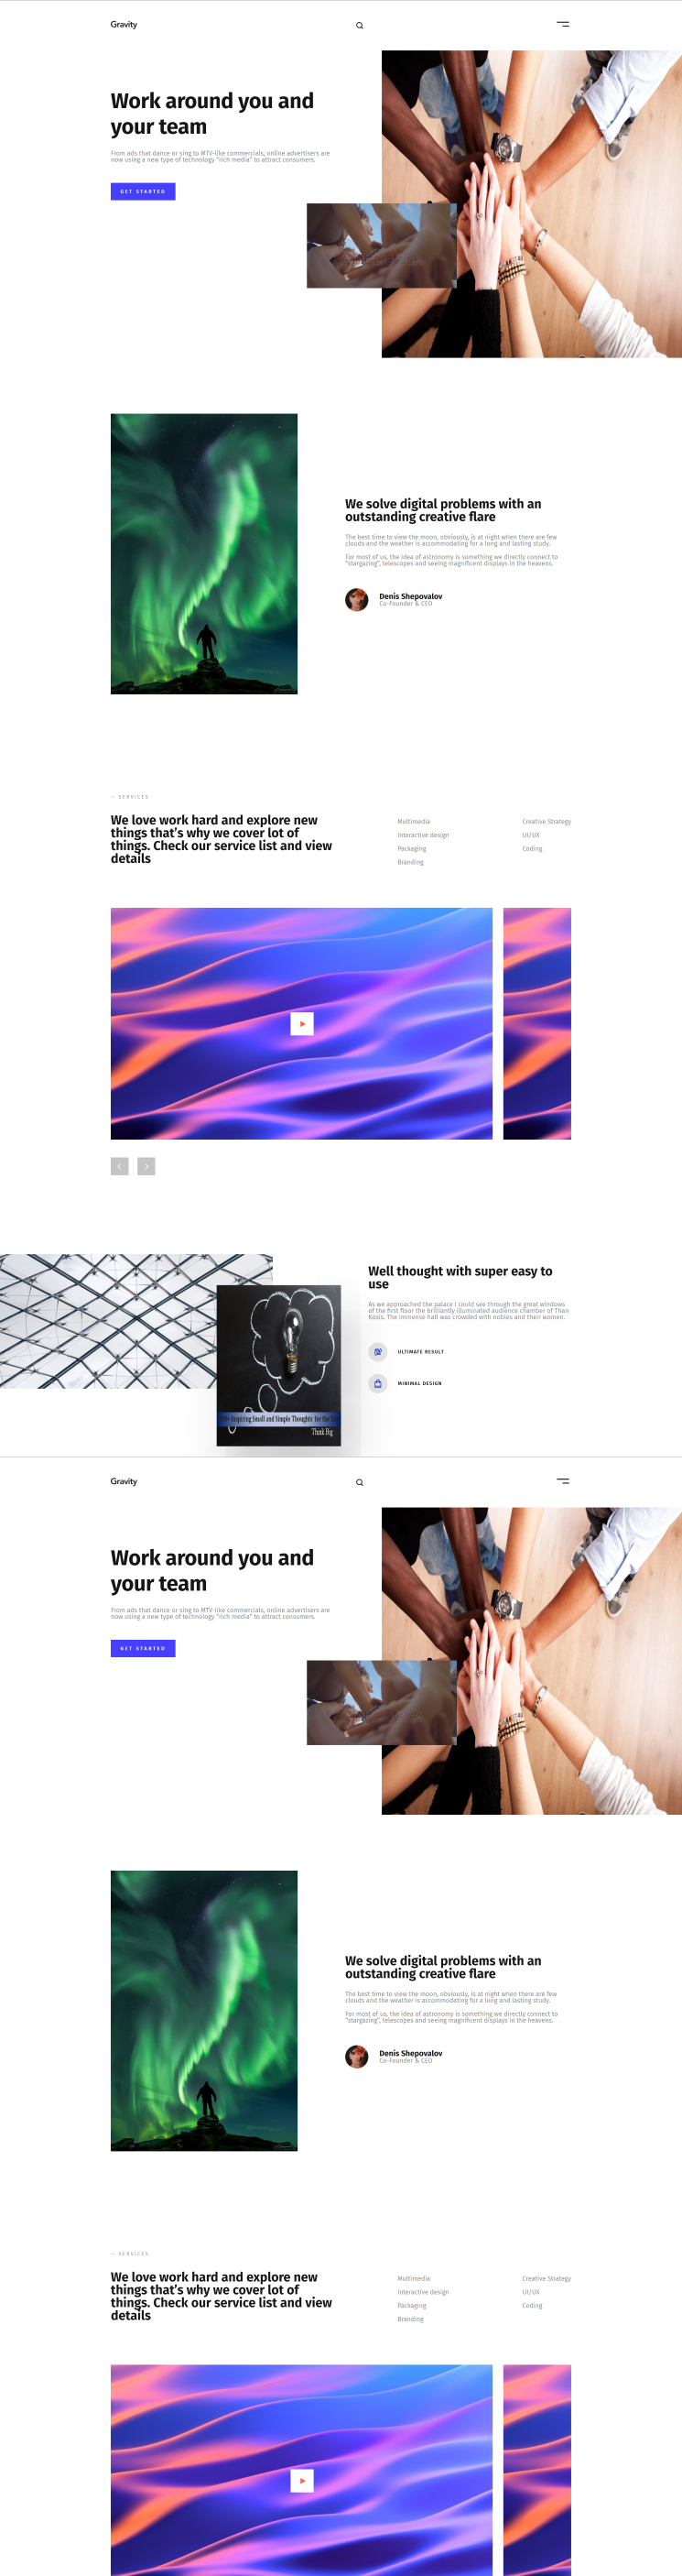 Gravity
Work around you and
your team
From ads that dance or sing to MTV-like commercials, online advertisers are
now using a new type of technology “rich media” to attract consumers.
GET STARTED
We solve digital problems with an
outstanding creative flare
The best time to view the moon, obviously, is at night when there are few
clouds and the weather is accommodating for a long and lasting study.
For most of us, the idea of astronomy is something we directly connect to
“stargazing”, telescopes and seeing magnificent displays in the heavens.
Denis Shepovalov
Co-Founder & CEO
— SERVICES
We love work hard and explore new
things that’s why we cover lot of
things. Check our service list and view
details
Multimedia
Interactive design
Packaging
Branding
Creative Strategy
UI/UX
Coding
Well thought with super easy to
use
As we approached the palace I could see through the great windows
of the first floor the brilliantly illuminated audience chamber of Than
Kosis. The immense hall was crowded with nobles and their women.
ULTIMATE RESULT
MINIMAL DESIGN
Inspiring Small and Simple Thoughts for the
Think Big
Gravity
Work around you and
your team
From ads that dance or sing to MTV-like commercials, online advertisers are
now using a new type of technology “rich media” to attract consumers.
GET STARTED
We solve digital problems with an
outstanding creative flare
The best time to view the moon, obviously, is at night when there are few
clouds and the weather is accommodating for a long and lasting study.
For most of us, the idea of astronomy is something we directly connect to
“stargazing”, telescopes and seeing magnificent displays in the heavens.
Denis Shepovalov
Co-Founder & CEO
— SERVICES
We love work hard and explore new
things that’s why we cover lot of
things. Check our service list and view
details
Multimedia
Interactive design
Packaging
Branding
Creative Strategy
UI/UX
Coding